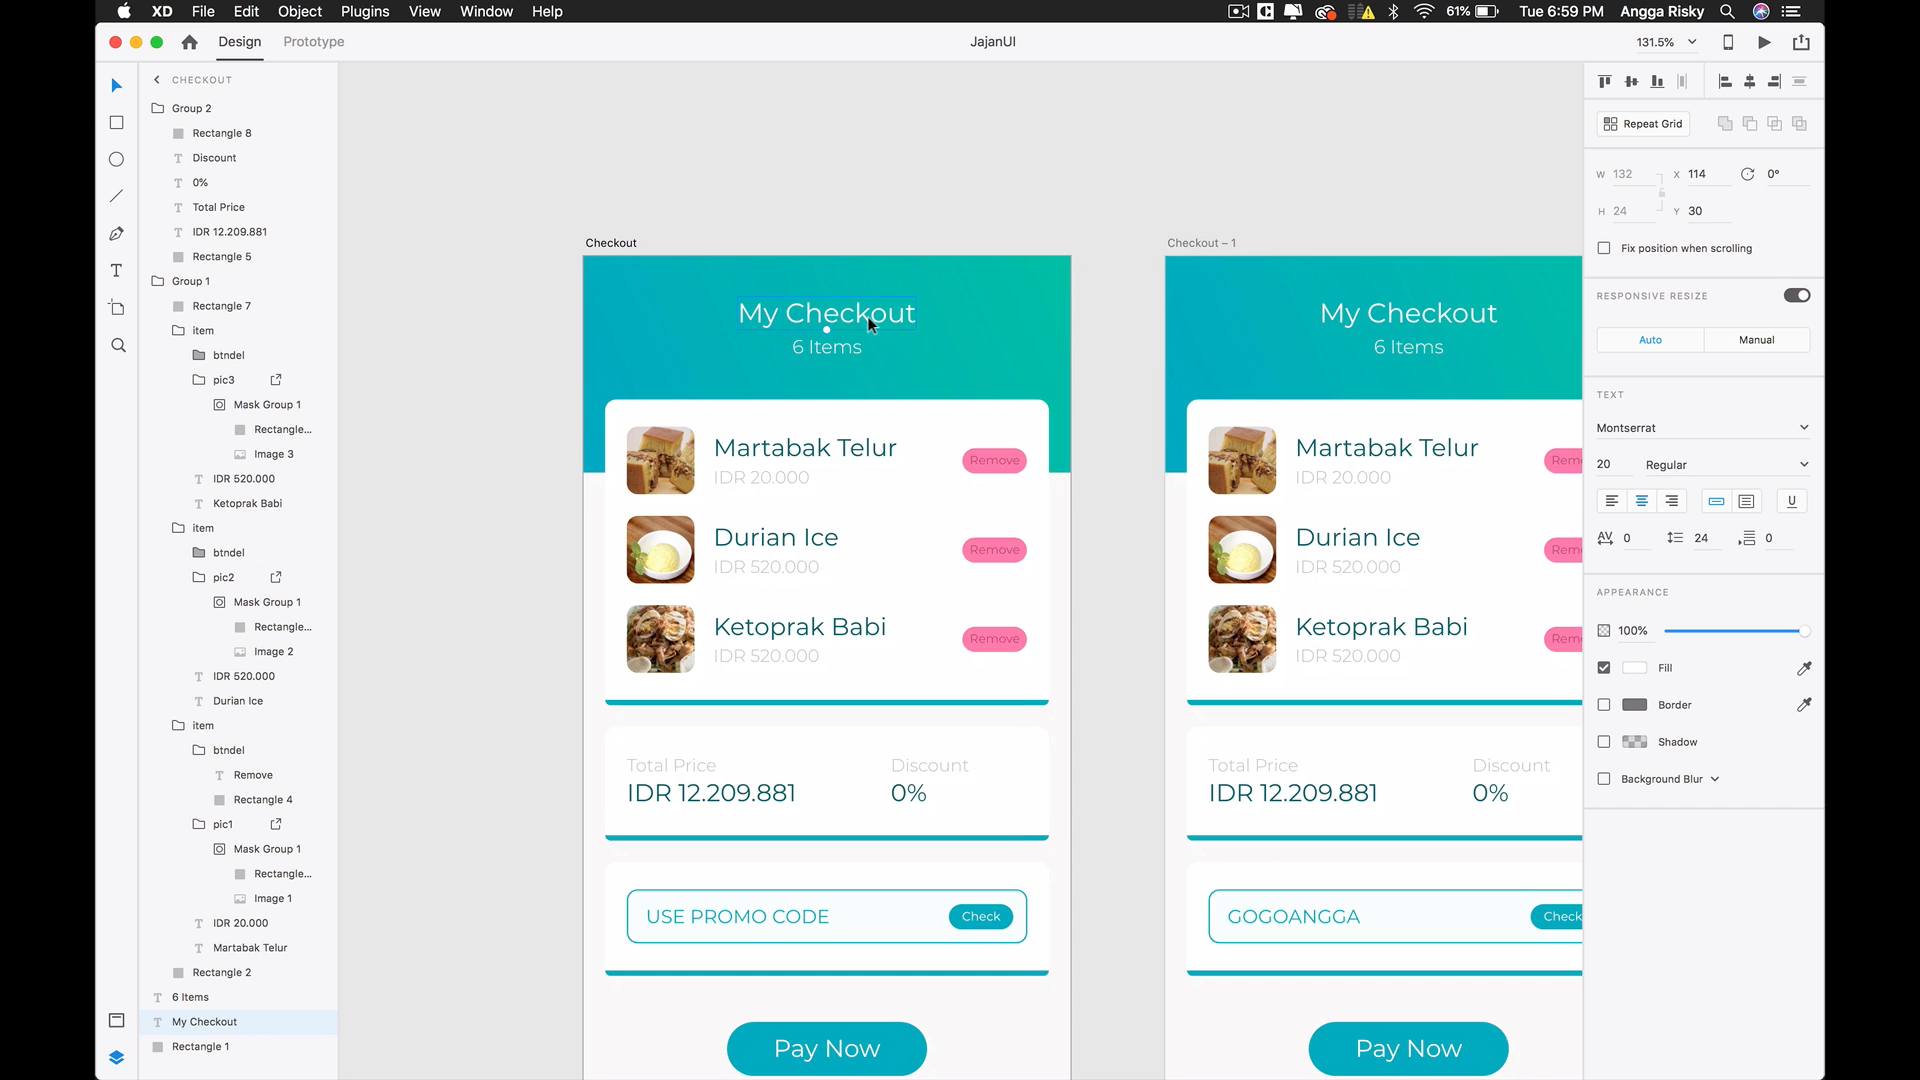 XD File Edit Object Plugins View Window Help
61% Tue 6:59 PM Angga Risky
Design Prototype
JajanUI
131.5%
CHECKOUT
Group 2
Rectangle 8
Discount
0%
Total Price
IDR 12.209.881
Rectangle 5
Group 1
Rectangle 7
item
btndel
pic3
Mask Group 1
Rectangle...
Image 3
IDR 520.000
Ketoprak Babi
item
btndel
pic2
Mask Group 1
Rectangle...
Image 2
IDR 520.000
Durian Ice
item
btndel
Remove
Rectangle 4
pic1
Mask Group 1
Rectangle...
Image 1
IDR 20.000
Martabak Telur
Rectangle 2
6 Items
My Checkout
Rectangle 1
Checkout
My Checkout
6 Items
Martabak Telur
IDR 20.000
Remove
Durian Ice
IDR 520.000
Remove
Ketoprak Babi
IDR 520.000
Remove
Total Price
Discount
IDR 12.209.881
0%
USE PROMO CODE
Check
Pay Now
Checkout – 1
My Checkout
6 Items
Martabak Telur
IDR 20.000
Rem
Durian Ice
IDR 520.000
Rem
Ketoprak Babi
IDR 520.000
Rem
Total Price
Discount
IDR 12.209.881
0%
GOGOANGGA
Check
Pay Now
Repeat Grid
W 132 X 114 0°
H 24 Y 30
Fix position when scrolling
RESPONSIVE RESIZE
Auto Manual
TEXT
Montserrat
20 Regular
U
AV 0 24 0
APPEARANCE
100%
Fill
Border
Shadow
Background Blur